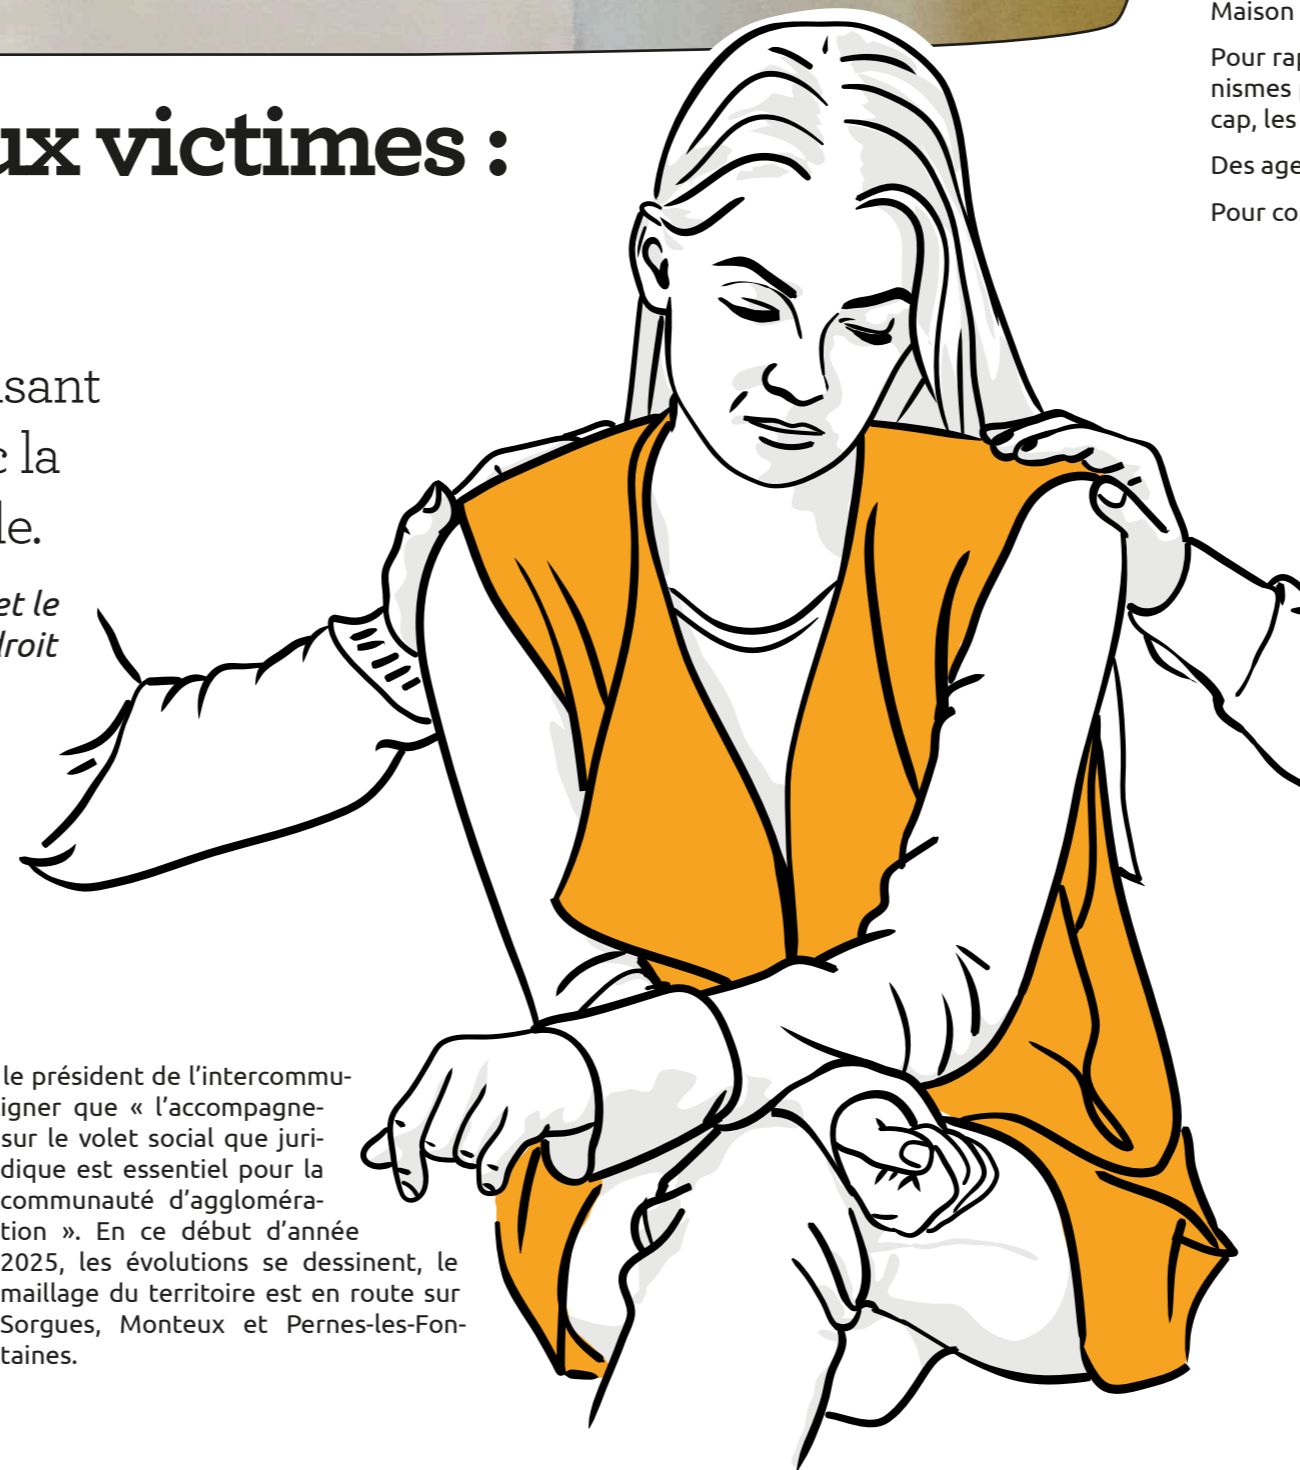 ux victimes :
sant
c la
le.
et le
droit
le président de l'intercommu-
igner que « l'accompagne-
sur le volet social que juri-
dique est essentiel pour la
communauté d'aggloméra-
tion ». En ce début d'année
2025, les évolutions se dessinent, le
maillage du territoire est en route sur
Sorgues, Monteux et Pernes-les-Fon-
taines.
Maison
Pour rap
nismes
cap, les
Des age
Pour co